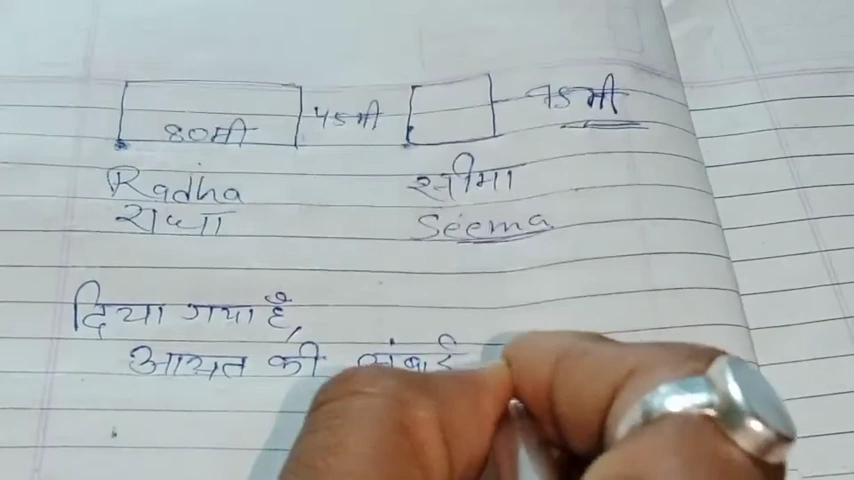 80मी 45मी 75मी
Radha सीमा
राधा Seema
दिया गया है,
आयत की लंबाई